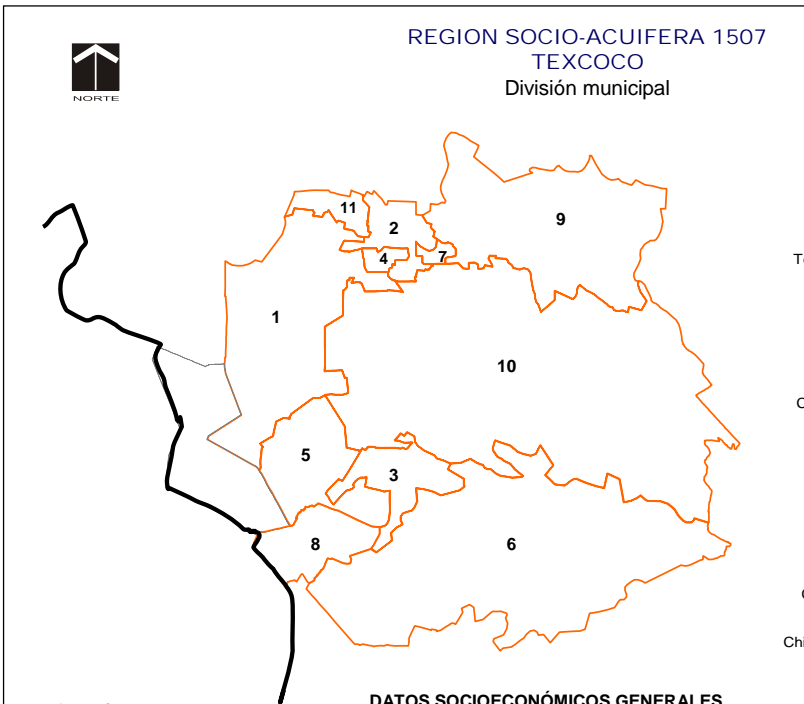 REGION SOCIO-ACUIFERA 1507
TEXCOCO
División municipal
NORTE
11
2
9
4
7
1
10
5
3
8
6
DATOS SOCIOECONÓMICOS GENERALES